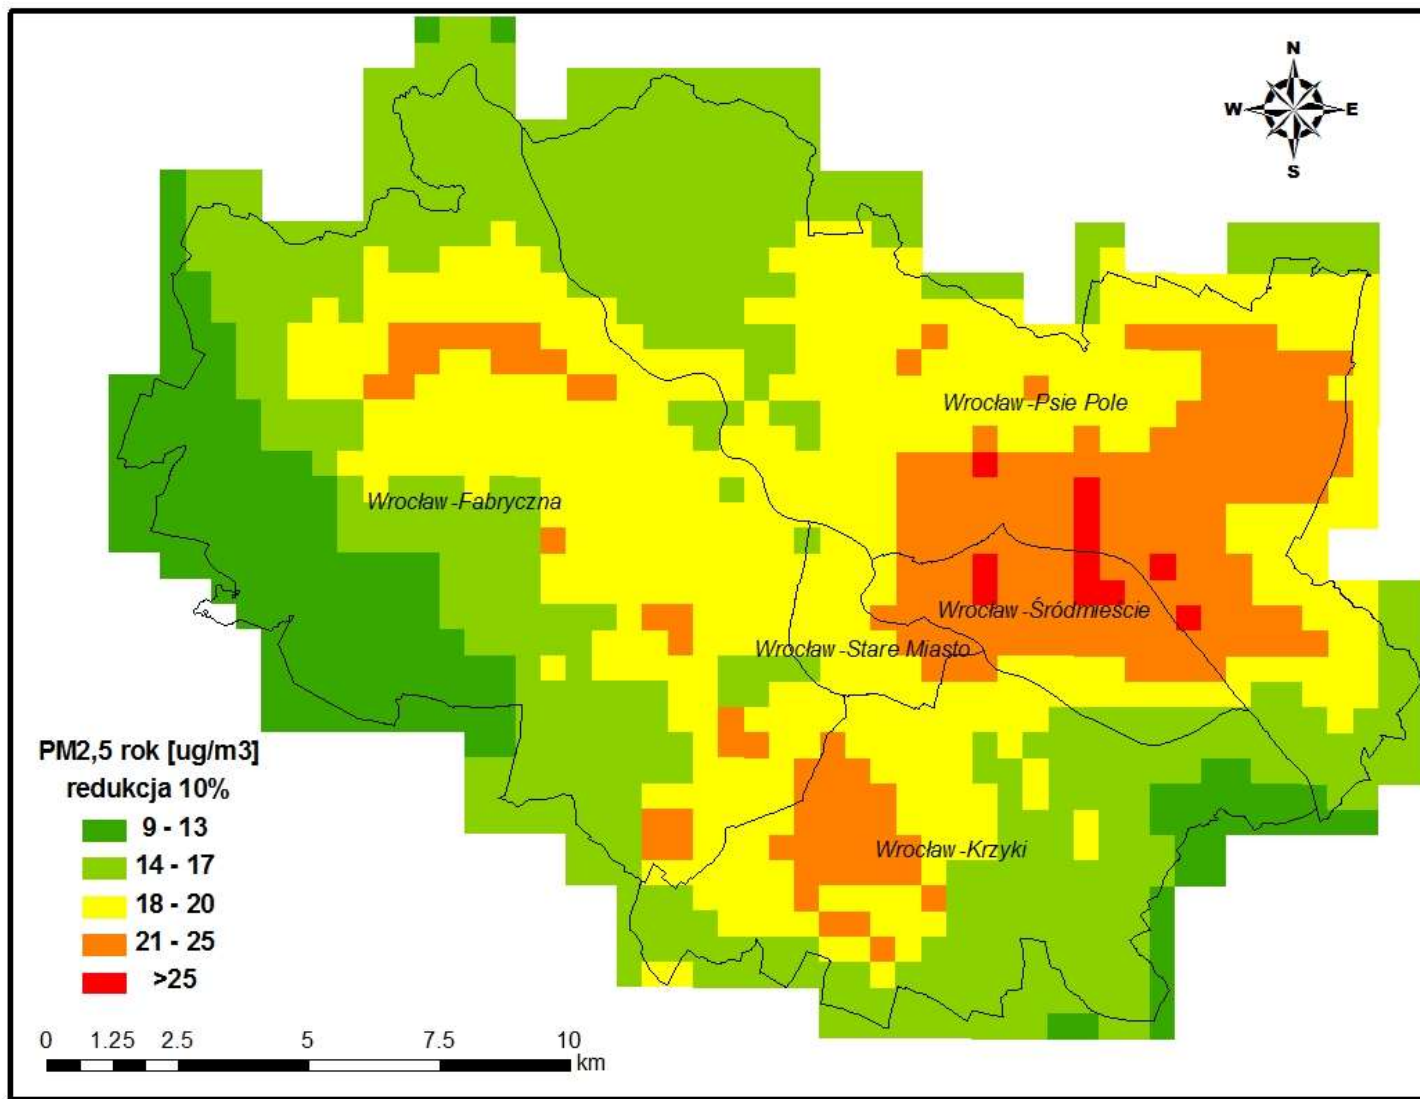 N
W E
S
Wrocław-Psie Pole
Wrocław-Fabryczna
Wrocław-Śródmieście
Wrocław-Stare Miasto
Wrocław-Krzyki
PM2,5 rok [ug/m3]
redukcja 10%
9 - 13
14 - 17
18 - 20
21 - 25
>25
0 1.25 2.5 5 7.5 10
km